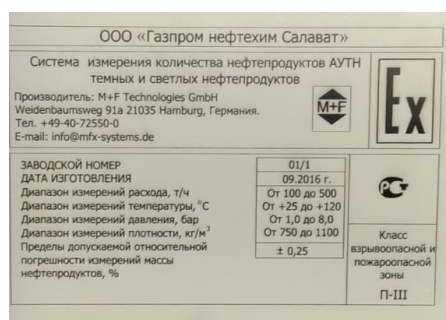 ООО «Газпром нефтехим Салават»
Система измерения количества нефтепродуктов АУТН
темных и светлых нефтепродуктов
Производитель: M+F Technologies GmbH
Weidenbaumsweg 91a 21035 Hamburg, Германия.
Тел. +49-40-72550-0
E-mail: info@mfx-systems.de
M+F
Ex
ЗАВОДСКОЙ НОМЕР 01/1
ДАТА ИЗГОТОВЛЕНИЯ 09.2016 г.
Диапазон измерений расхода, т/ч От 100 до 500
Диапазон измерений температуры, °С От +25 до +120
Диапазон измерений давления, бар От 1,0 до 8,0
Диапазон измерений плотности, кг/м³ От 750 до 1100
Пределы допускаемой относительной
погрешности измерений массы
нефтепродуктов, %
± 0,25
Класс
взрывоопасной и
пожароопасной
зоны
П-III